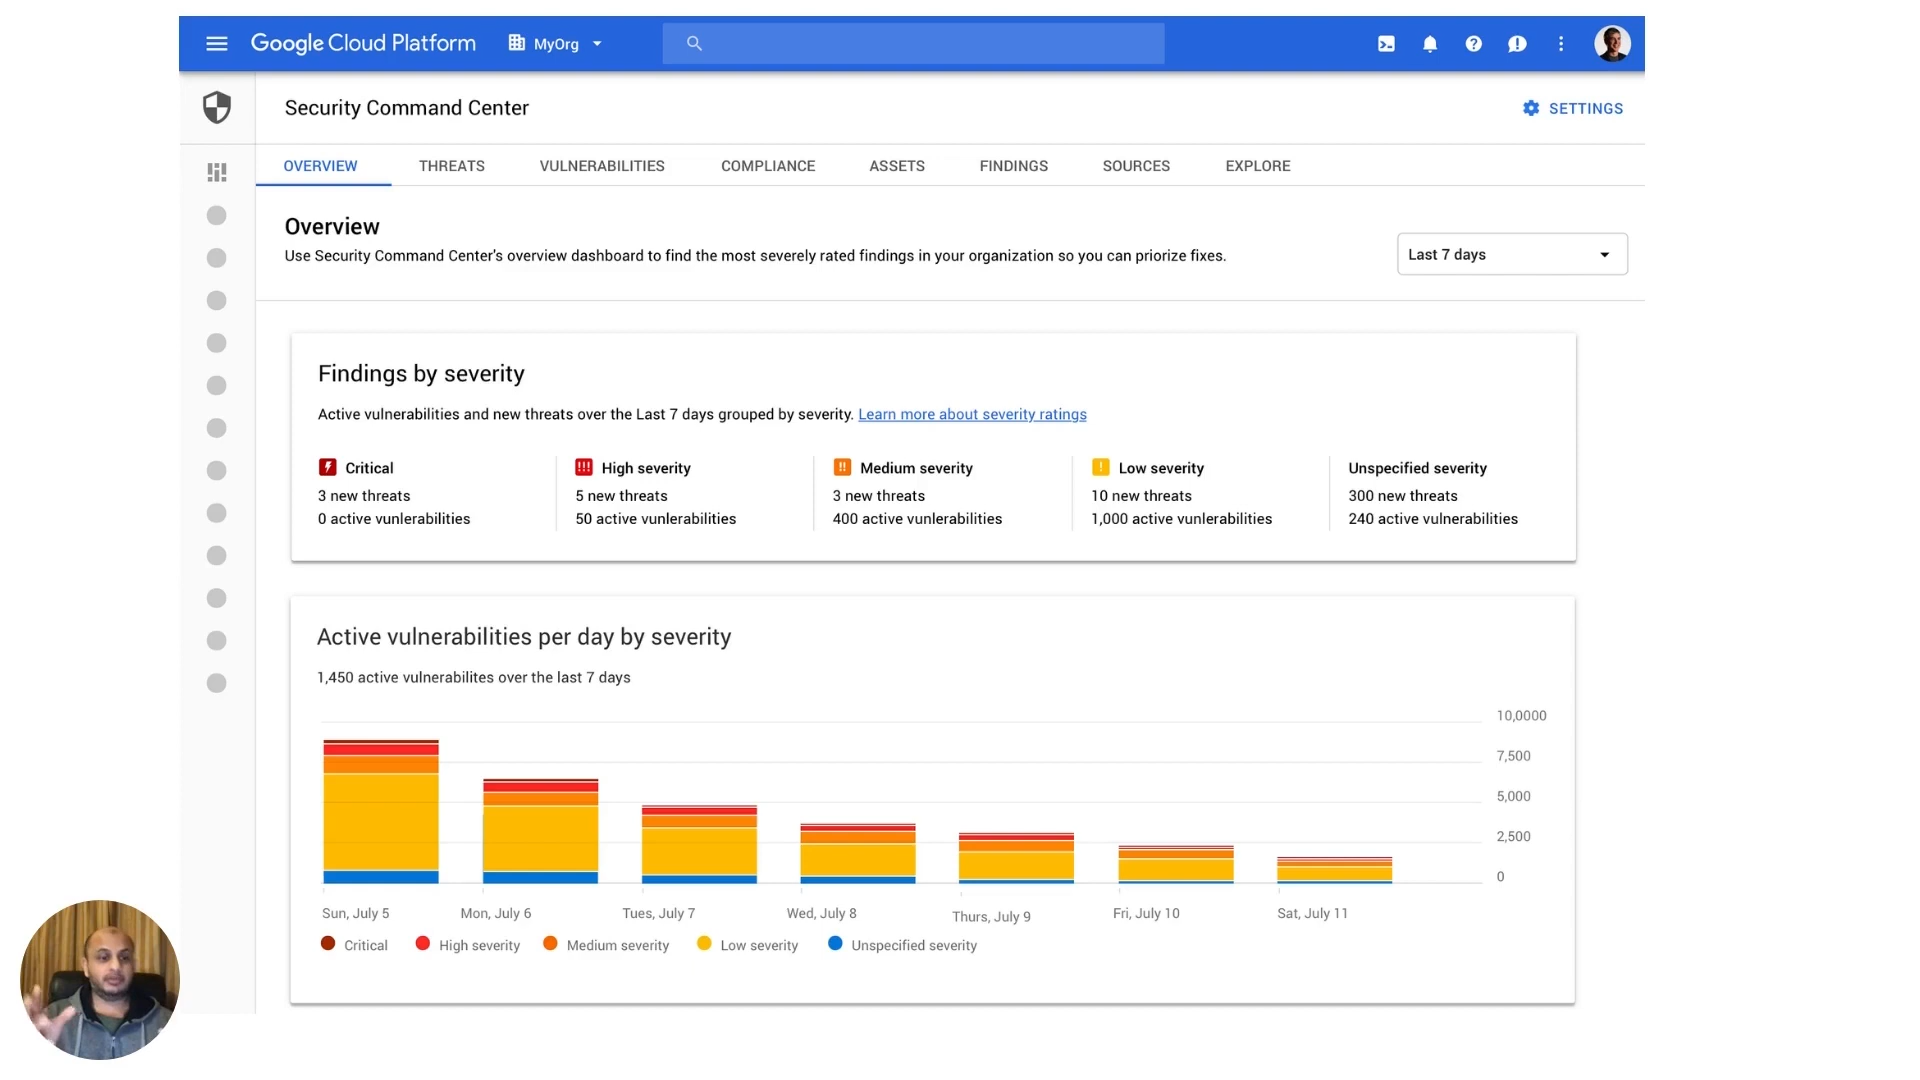 Google Cloud Platform MyOrg
Security Command Center
SETTINGS
OVERVIEW THREATS VULNERABILITIES COMPLIANCE ASSETS FINDINGS SOURCES EXPLORE
Overview
Use Security Command Center's overview dashboard to find the most severely rated findings in your organization so you can priorize fixes.
Last 7 days
Findings by severity
Active vulnerabilities and new threats over the Last 7 days grouped by severity. Learn more about severity ratings
Critical
3 new threats
0 active vunlerabilities
High severity
5 new threats
50 active vunlerabilities
Medium severity
3 new threats
400 active vunlerabilities
Low severity
10 new threats
1,000 active vunlerabilities
Unspecified severity
300 new threats
240 active vulnerabilities
Active vulnerabilities per day by severity
1,450 active vulnerabilites over the last 7 days
10,0000
7,500
5,000
2,500
0
Sun, July 5 Mon, July 6 Tues, July 7 Wed, July 8 Thurs, July 9 Fri, July 10 Sat, July 11
Critical High severity Medium severity Low severity Unspecified severity